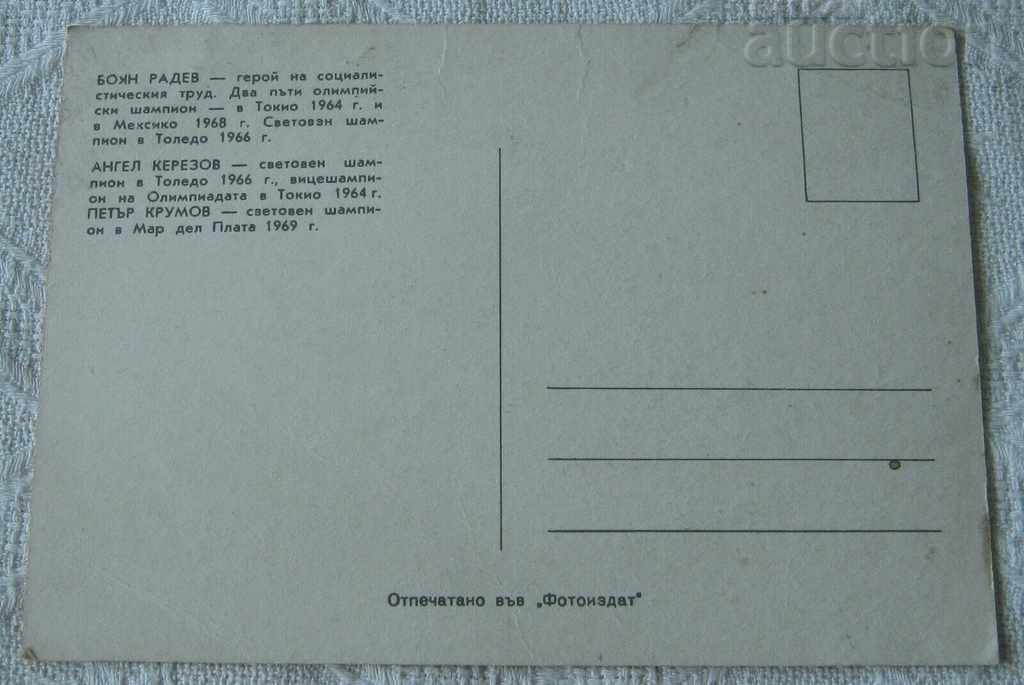 auctio
БОЯН РАДЕВ — герой на социали-
стическия труд. Два пъти олимпий-
ски шампион — в Токио 1964 г. и
в Мексико 1968 г. Световзн шам-
пион в Толедо 1966 г.
АНГЕЛ КЕРЕЗОВ — световен шам-
пион в Толедо 1966 г., вицешампи-
он на Олимпиадата в Токио 1964 г.
ПЕТЪР КРУМОВ — световен шампи-
он в Мар дел Плата 1969 г.
Отпечатано във „Фотоиздат"